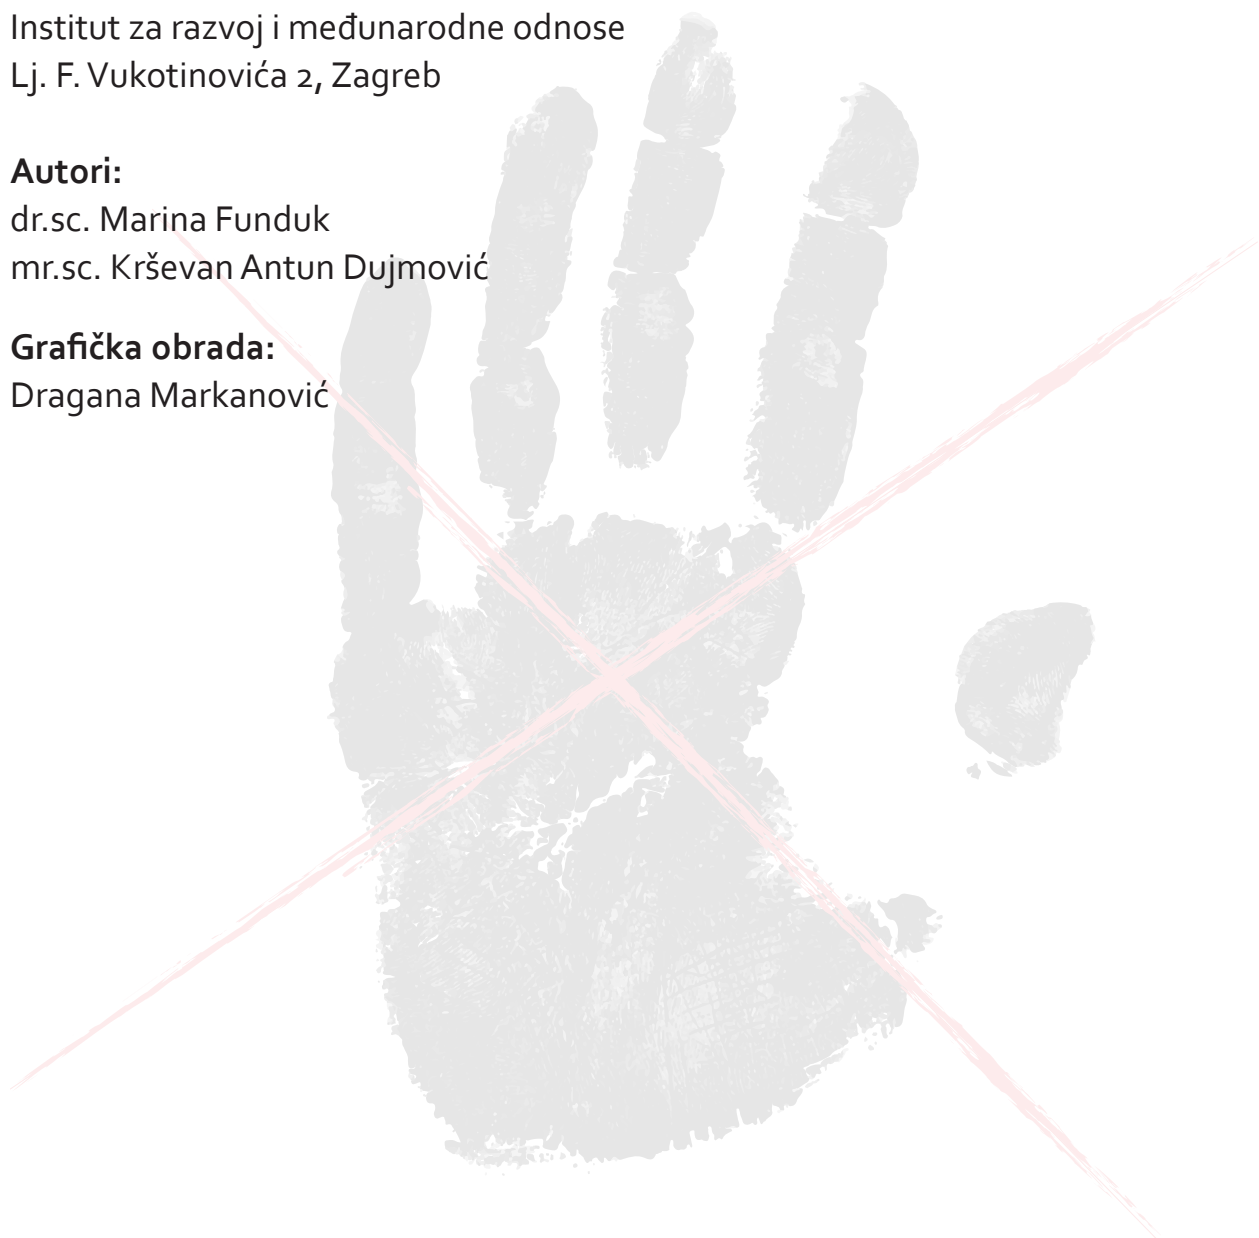 Institut za razvoj i međunarodne odnose
Lj. F. Vukotinovića 2, Zagreb
Autori:
dr.sc. Marina Funduk
mr.sc. Krševan Antun Dujmović
Grafička obrada:
Dragana Markanović